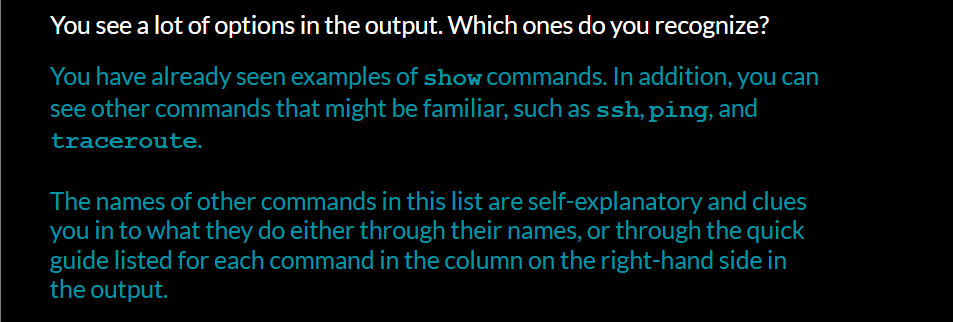 You see a lot of options in the output. Which ones do you recognize?
You have already seen examples of show commands. In addition, you can
see other commands that might be familiar, such as ssh, ping, and
traceroute.
The names of other commands in this list are self-explanatory and clues
you in to what they do either through their names, or through the quick
guide listed for each command in the column on the right-hand side in
the output.